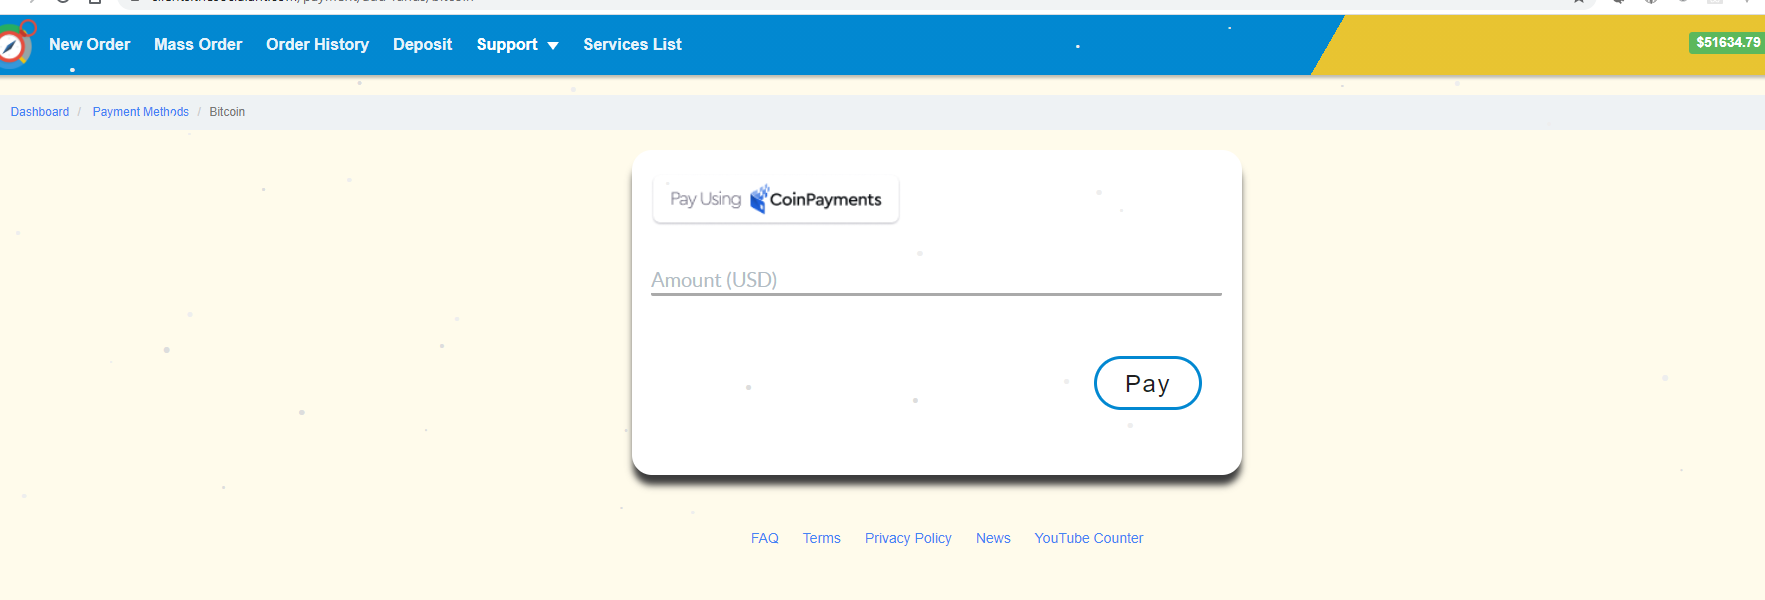 New Order Mass Order Order History Deposit Support Services List $51634.79
Dashboard / Payment Methods / Bitcoin
Pay Using CoinPayments
Amount (USD)
Pay
FAQ Terms Privacy Policy News YouTube Counter